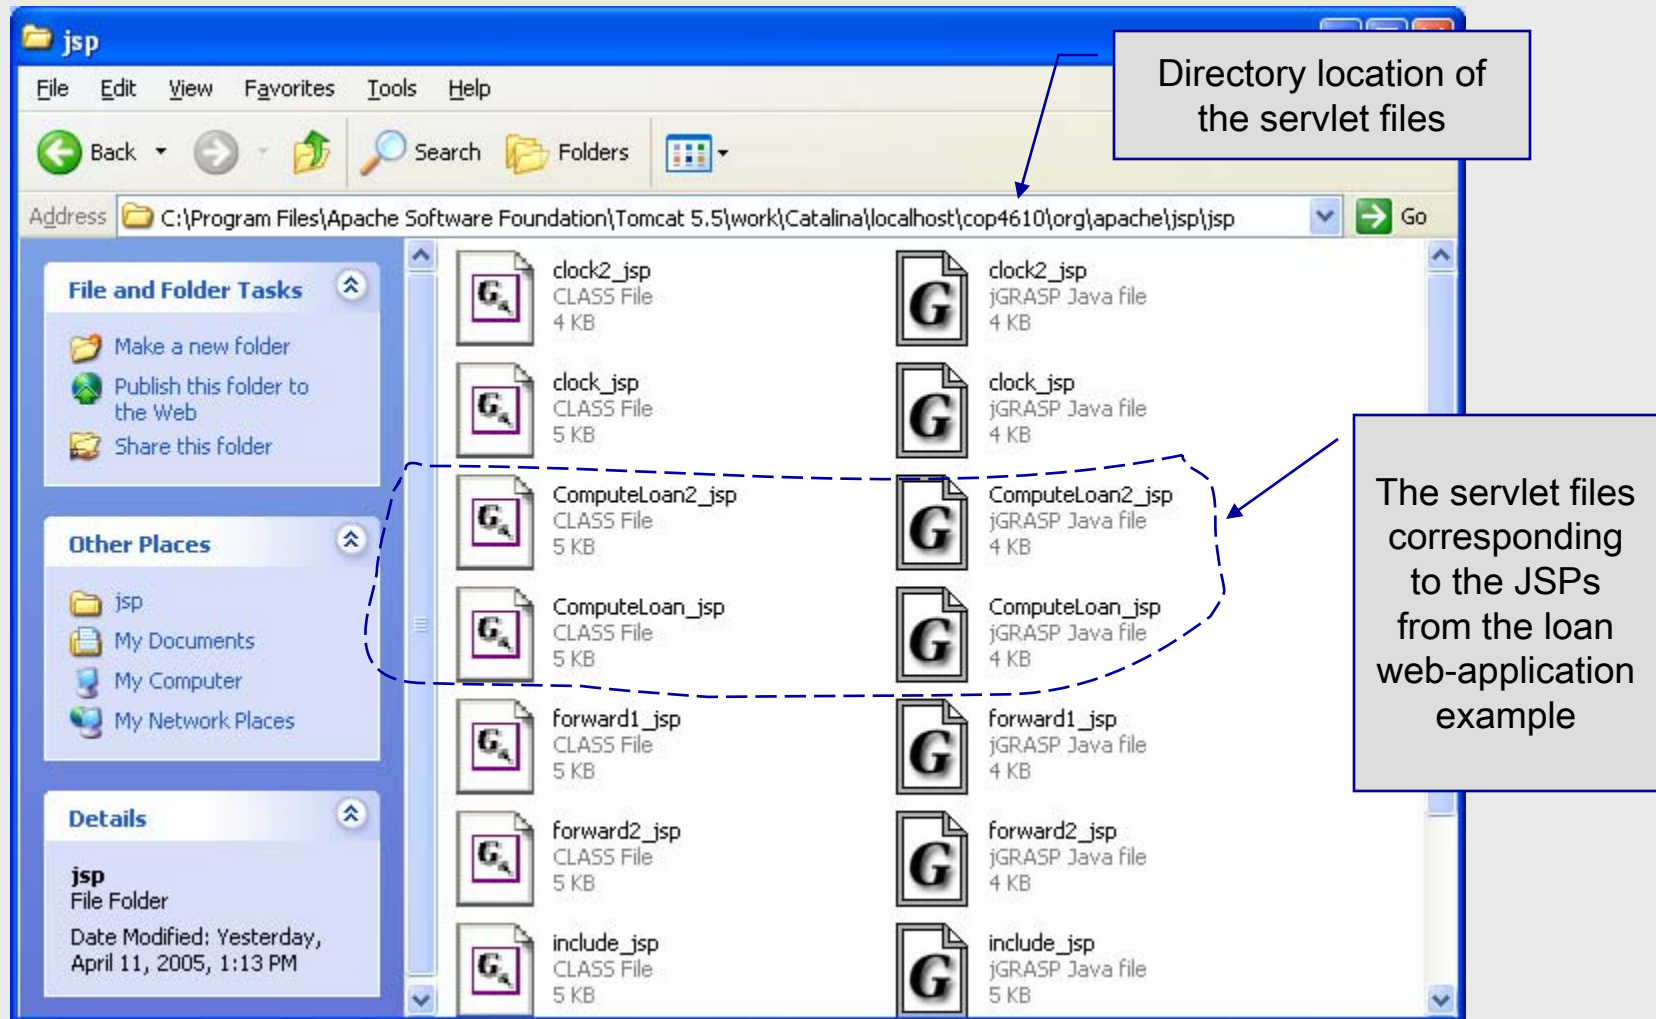 jsp
Directory location of
the servlet files
File Edit View Favorites Tools Help
Back Search Folders
Address C:\Program Files\Apache Software Foundation\Tomcat 5.5\work\Catalina\localhost\cop4610\org\apache\jsp\jsp Go
File and Folder Tasks
Make a new folder
Publish this folder to
the Web
Share this folder
Other Places
jsp
My Documents
My Computer
My Network Places
Details
jsp
File Folder
Date Modified: Yesterday,
April 11, 2005, 1:13 PM
clock2_jsp
CLASS File
4 KB
clock2_jsp
jGRASP Java file
4 KB
clock_jsp
CLASS File
5 KB
clock_jsp
jGRASP Java file
4 KB
ComputeLoan2_jsp
CLASS File
5 KB
ComputeLoan2_jsp
jGRASP Java file
4 KB
ComputeLoan_jsp
CLASS File
5 KB
ComputeLoan_jsp
jGRASP Java file
4 KB
forward1_jsp
CLASS File
5 KB
forward1_jsp
jGRASP Java file
4 KB
forward2_jsp
CLASS File
5 KB
forward2_jsp
jGRASP Java file
4 KB
include_jsp
CLASS File
5 KB
include_jsp
jGRASP Java file
5 KB
The servlet files
corresponding
to the JSPs
from the loan
web-application
example